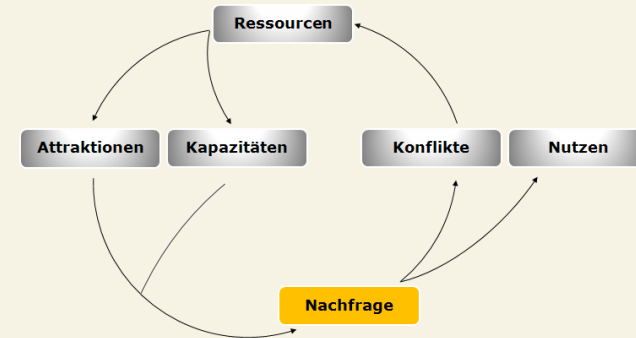 Ressourcen
Attraktionen
Kapazitäten
Konflikte
Nutzen
Nachfrage